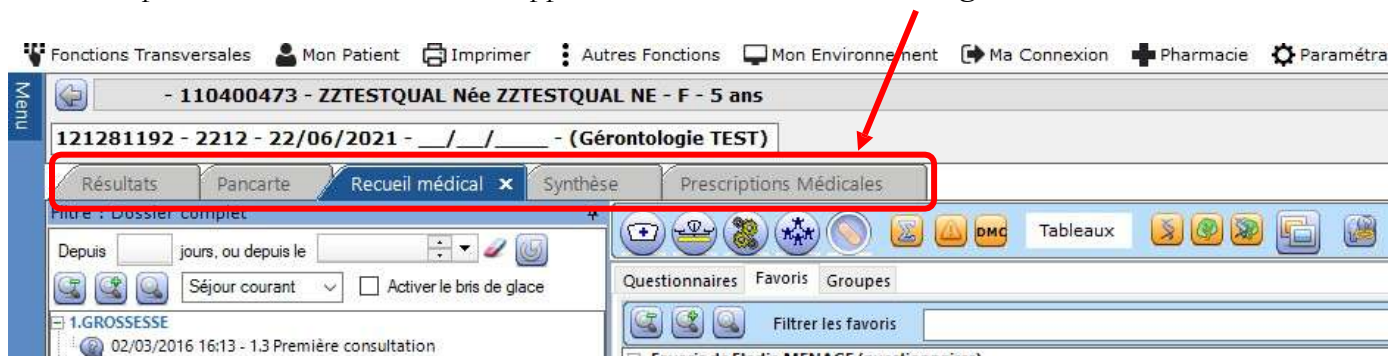 Fonctions Transversales Mon Patient Imprimer Autres Fonctions Mon Environnement Ma Connexion Pharmacie Paramétra
Menu
- 110400473 - ZZTESTQUAL Née ZZTESTQUAL NE - F - 5 ans
121281192 - 2212 - 22/06/2021 - __/__/____ - (Gérontologie TEST)
Résultats Pancarte Recueil médical x Synthèse Prescriptions Médicales
Filtre : Dossier complet
Depuis jours, ou depuis le
DMC Tableaux
Séjour courant Activer le bris de glace
Questionnaires Favoris Groupes
Filtrer les favoris
1.GROSSESSE
02/03/2016 16:13 - 1.3 Première consultation